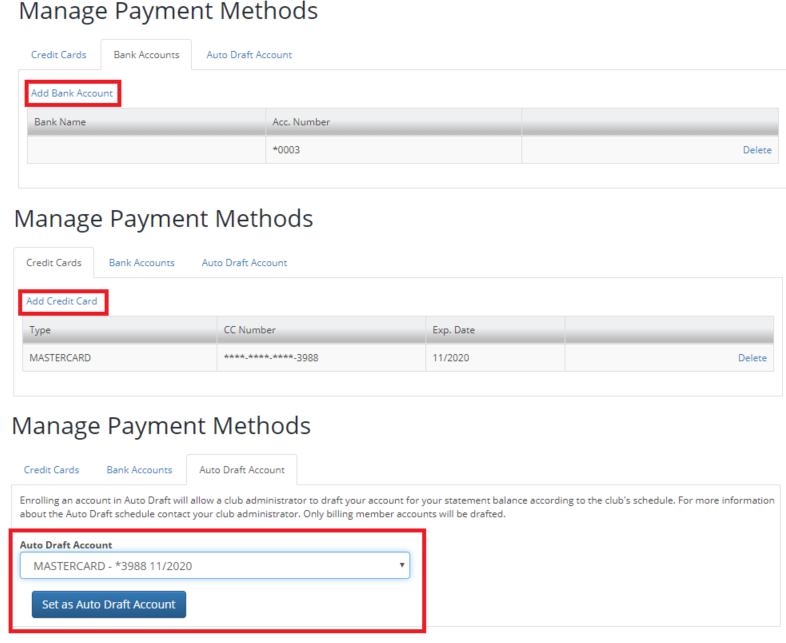 Manage Payment Methods
Credit Cards Bank Accounts Auto Draft Account
Add Bank Account
Bank Name Acc. Number
*0003 Delete
Manage Payment Methods
Credit Cards Bank Accounts Auto Draft Account
Add Credit Card
Type CC Number Exp. Date
MASTERCARD ****-****-****-3988 11/2020 Delete
Manage Payment Methods
Credit Cards Bank Accounts Auto Draft Account
Enrolling an account in Auto Draft will allow a club administrator to draft your account for your statement balance according to the club's schedule. For more information
about the Auto Draft schedule contact your club administrator. Only billing member accounts will be drafted.
Auto Draft Account
MASTERCARD - *3988 11/2020
Set as Auto Draft Account